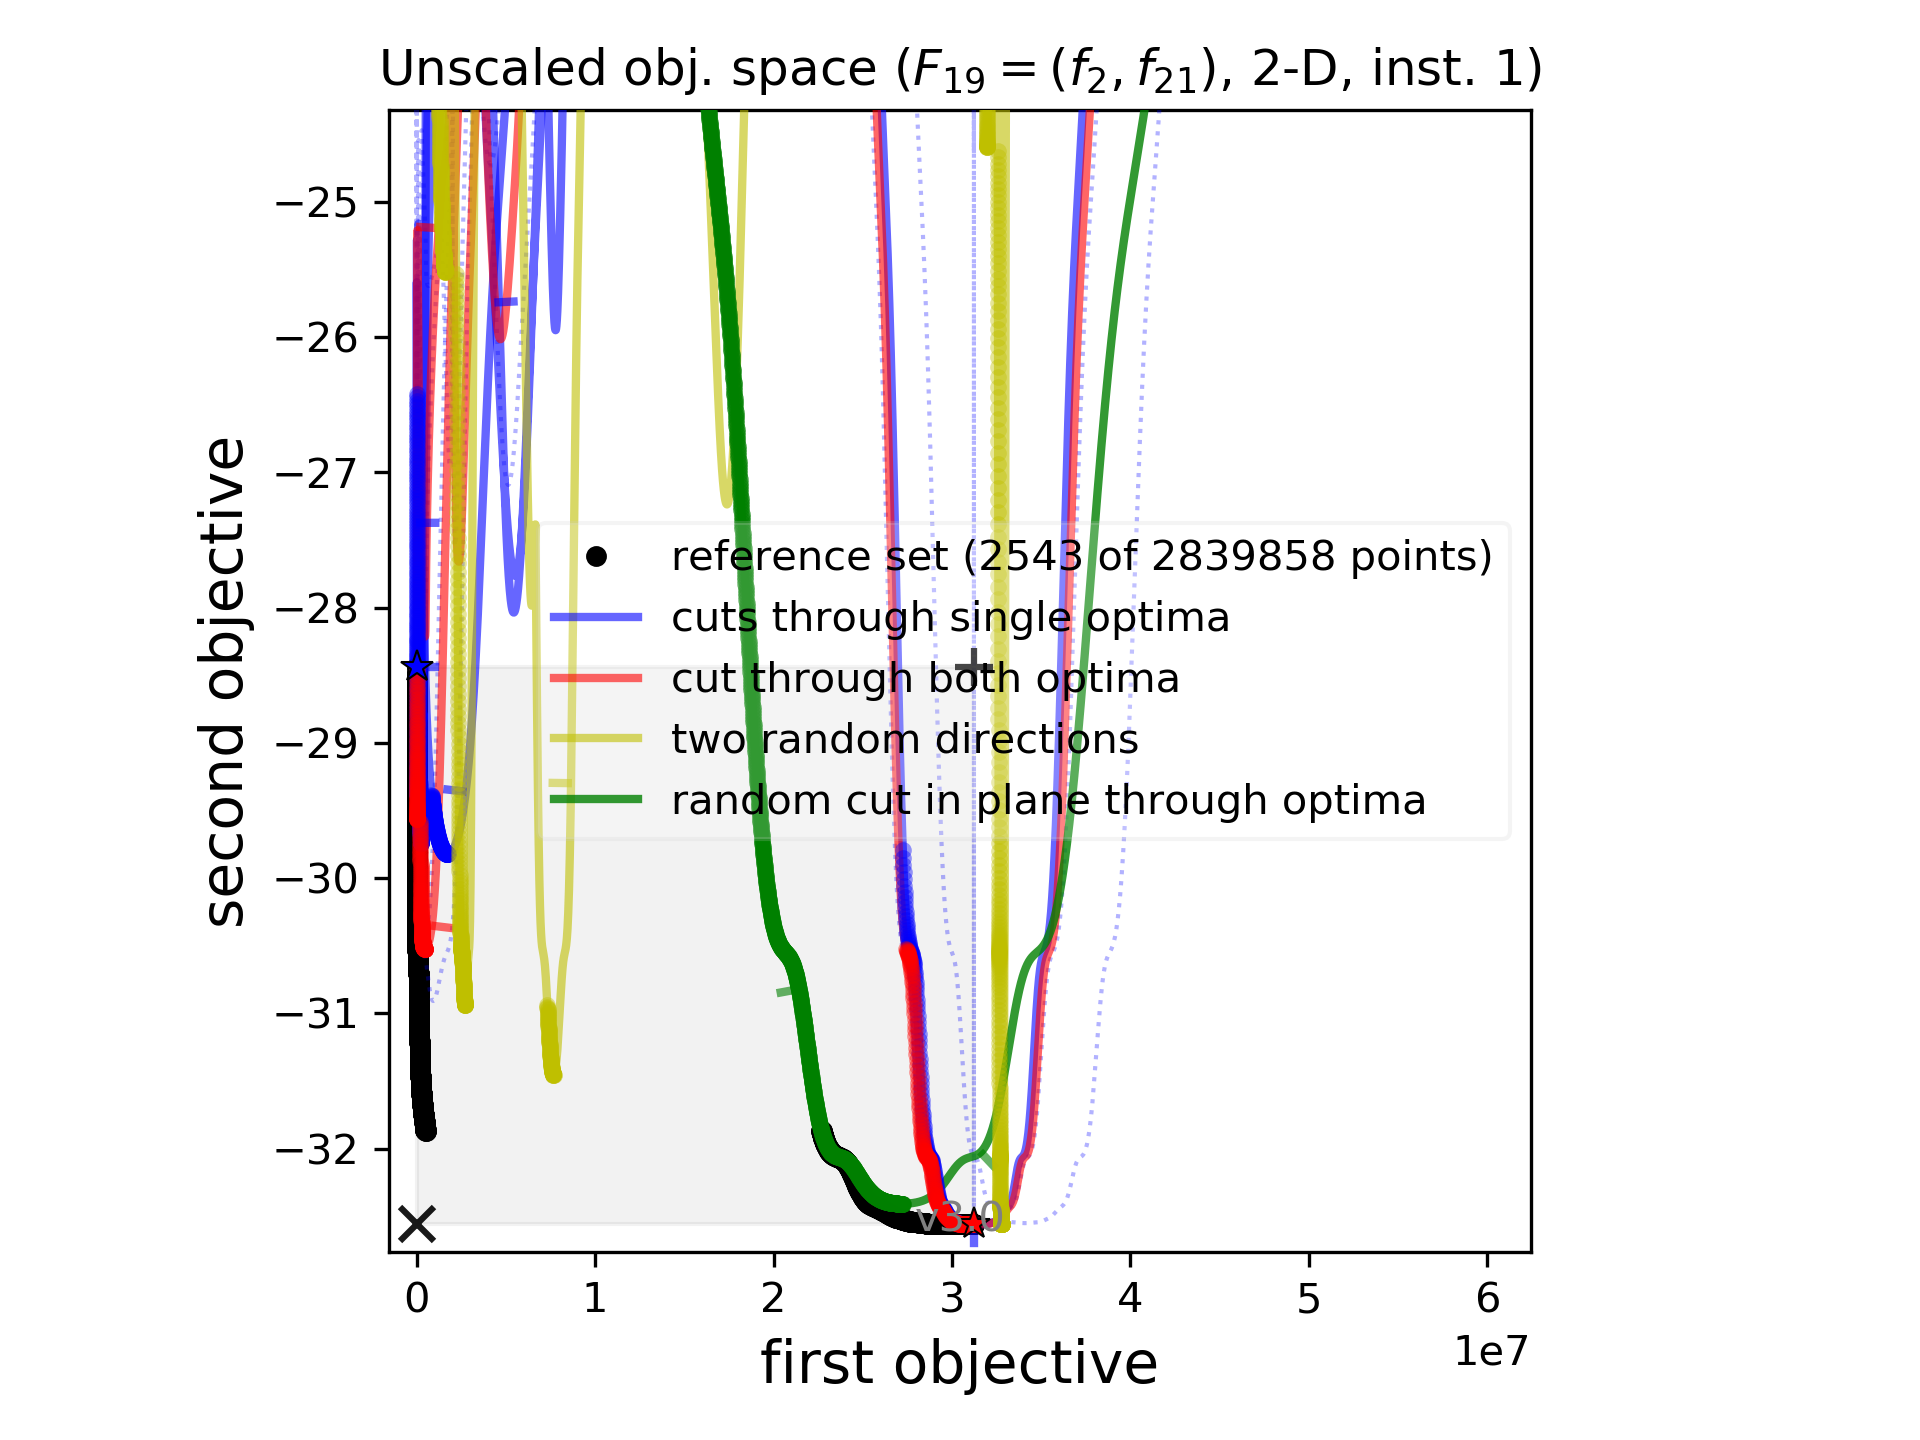 Unscaled obj. space (F₁₉ = (f₂, f₂₁), 2-D, inst. 1)
second objective
−25
−26
−27
−28
−29
−30
−31
−32
reference set (2543 of 2839858 points)
cuts through single optima
cut through both optima
two random directions
random cut in plane through optima
v3.0
0 1 2 3 4 5 6
1e7
first objective